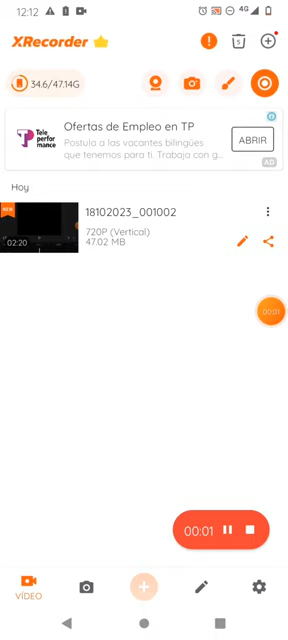 12:12
4G
XRecorder
5
34.6/47.14G
Tele
perfor
mance
Ofertas de Empleo en TP
Postula a las vacantes bilingües
que tenemos para ti. Trabaja con g...
ABRIR
AD
Hoy
NEW
02:20
18102023_001002
720P (Vertical)
47.02 MB
00:01
00:01
VÍDEO